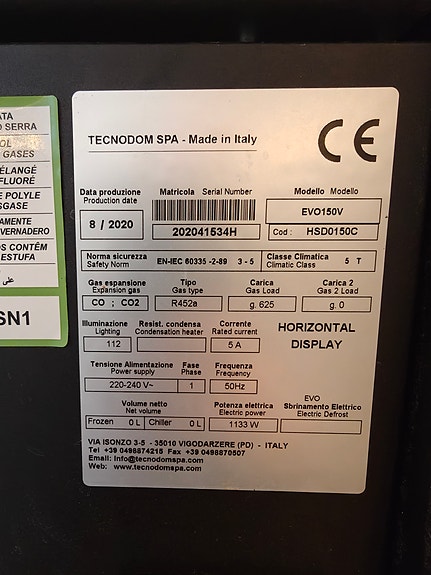 ATA
O SERRA
OL
GASES
ÉLANGÉ
FLUORÉ
E POLYLE
SGASE
AMENTE
VERNADERO
OS CONTÊM
ESTUFA
SN1
TECNODOM SPA - Made in Italy
CE
Data produzione Matricola Serial Number Modello Modello
Production date
8 / 2020 202041534H EVO150V
Cod : HSD0150C
Norma sicurezza EN-IEC 60335 -2-89 3 - 5 Classe Climatica 5 T
Safety Norm Climatic Class
Gas espansione Tipo Carica Carica 2
Expansion gas Gas type Gas Load Gas 2 Load
CO ; CO2 R452a g. 625 g. 0
Illuminazione Resist. condensa Corrente
Lighting Condensation heater Rated current
112 5 A
HORIZONTAL
DISPLAY
Tensione Alimentazione Fase Frequenza
Power supply Phase Frequency
220-240 V~ 1 50Hz
Volume netto Potenza elettrica EVO
Net volume Electric power Sbrinamento Elettrico
Electric Defrost
Frozen 0 L Chiller 0 L 1133 W
VIA ISONZO 3-5 - 35010 VIGODARZERE (PD) - ITALY
Tel +39 0498874215 Fax +39 0498870507
Email: Info@tecnodomspa.com
Web: www.tecnodomspa.com